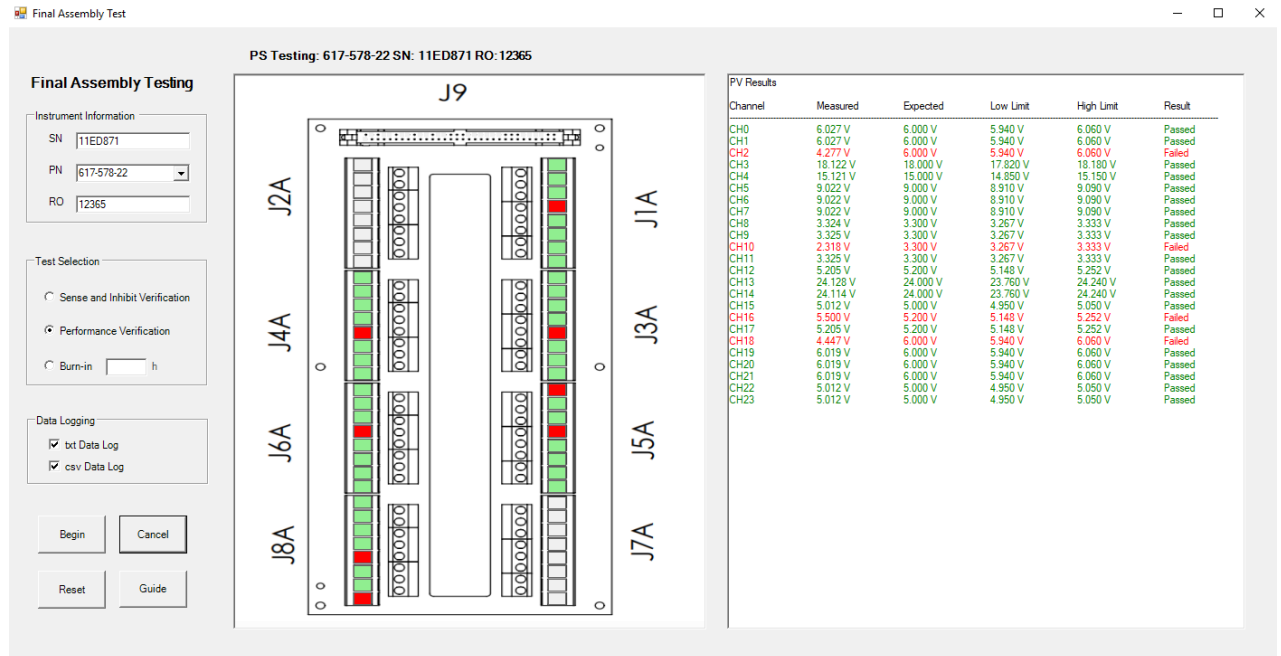 Final Assembly Test
PS Testing: 617-578-22 SN: 11ED871 RO: 12365
Final Assembly Testing
Instrument Information
SN 11ED871
PN 617-578-22
RO 12365
Test Selection
Sense and Inhibit Verification
Performance Verification
Burn-in h
Data Logging
txt Data Log
csv Data Log
Begin Cancel
Reset Guide
J9
J2A J1A
J4A J3A
J6A J5A
J8A J7A
PV Results
Channel Measured Expected Low Limit High Limit Result
CH0 6.027 V 6.000 V 5.940 V 6.060 V Passed
CH1 6.027 V 6.000 V 5.940 V 6.060 V Passed
CH2 4.277 V 6.000 V 5.940 V 6.060 V Failed
CH3 18.122 V 18.000 V 17.820 V 18.180 V Passed
CH4 15.121 V 15.000 V 14.850 V 15.150 V Passed
CH5 9.022 V 9.000 V 8.910 V 9.090 V Passed
CH6 9.022 V 9.000 V 8.910 V 9.090 V Passed
CH7 9.022 V 9.000 V 8.910 V 9.090 V Passed
CH8 3.324 V 3.300 V 3.267 V 3.333 V Passed
CH9 3.325 V 3.300 V 3.267 V 3.333 V Passed
CH10 2.318 V 3.300 V 3.267 V 3.333 V Failed
CH11 3.325 V 3.300 V 3.267 V 3.333 V Passed
CH12 5.205 V 5.200 V 5.148 V 5.252 V Passed
CH13 24.128 V 24.000 V 23.760 V 24.240 V Passed
CH14 24.114 V 24.000 V 23.760 V 24.240 V Passed
CH15 5.012 V 5.000 V 4.950 V 5.050 V Passed
CH16 5.500 V 5.200 V 5.148 V 5.252 V Failed
CH17 5.205 V 5.200 V 5.148 V 5.252 V Passed
CH18 4.447 V 6.000 V 5.940 V 6.060 V Failed
CH19 6.019 V 6.000 V 5.940 V 6.060 V Passed
CH20 6.019 V 6.000 V 5.940 V 6.060 V Passed
CH21 6.019 V 6.000 V 5.940 V 6.060 V Passed
CH22 5.012 V 5.000 V 4.950 V 5.050 V Passed
CH23 5.012 V 5.000 V 4.950 V 5.050 V Passed